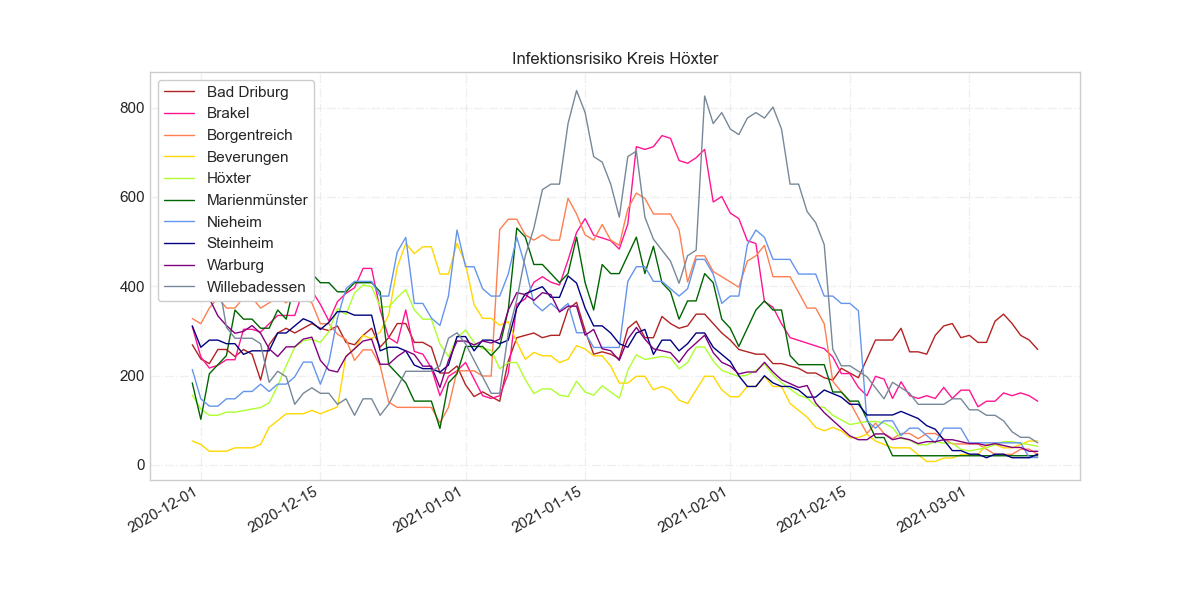 Infektionsrisiko Kreis Höxter
Bad Driburg
Brakel
Borgentreich
Beverungen
Höxter
Marienmünster
Nieheim
Steinheim
Warburg
Willebadessen
800
600
400
200
0
2020-12-01
2020-12-15
2021-01-01
2021-01-15
2021-02-01
2021-02-15
2021-03-01